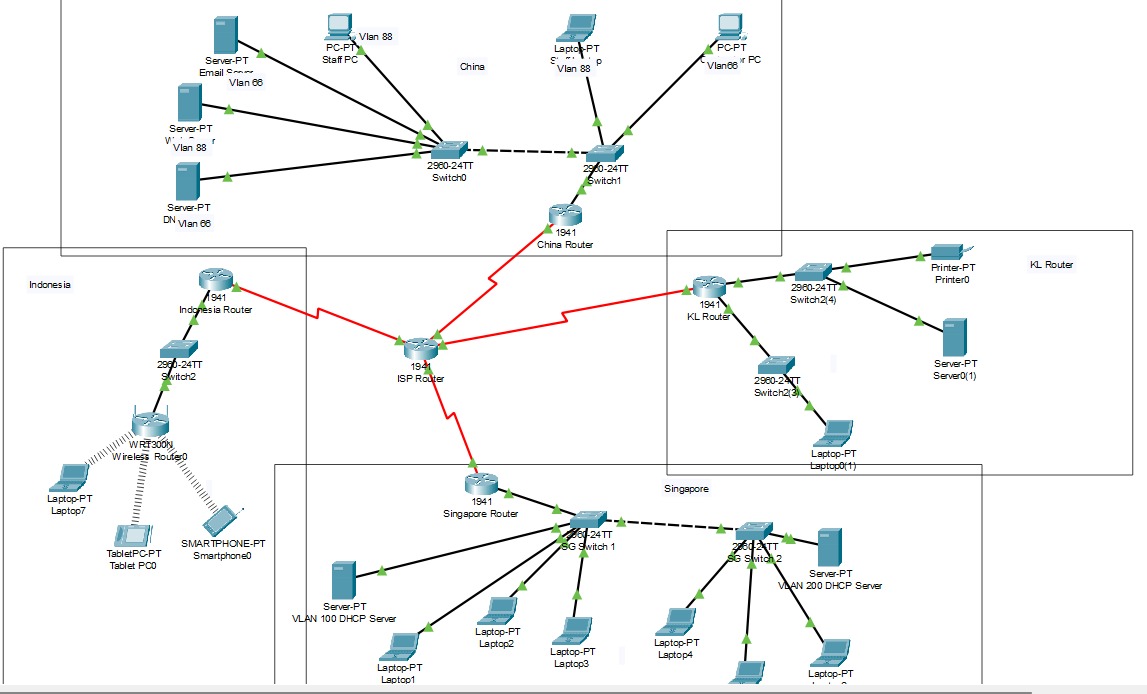 Server-PT
Email Server
Vlan 66
PC-PT
Staff PC
Vlan 88
China
Laptop-PT
Vlan 88
PC-PT
PC
Vlan66
Server-PT
Vlan 88
Server-PT
DN
Vlan 66
2960-24TT
Switch0
2960-24TT
Switch1
1941
China Router
Indonesia
1941
Indonesia Router
2960-24TT
Switch2
WRT300N
Wireless Router0
Laptop-PT
Laptop7
TabletPC-PT
Tablet PC0
SMARTPHONE-PT
Smartphone0
1941
ISP Router
KL Router
1941
KL Router
2960-24TT
Switch2(4)
Printer-PT
Printer0
Server-PT
Server0(1)
2960-24TT
Switch2(3)
Laptop-PT
Laptop0(1)
Singapore
1941
Singapore Router
2960-24TT
SG Switch 1
2960-24TT
SG Switch 2
Server-PT
VLAN 200 DHCP Server
Server-PT
VLAN 100 DHCP Server
Laptop-PT
Laptop1
Laptop-PT
Laptop2
Laptop-PT
Laptop3
Laptop-PT
Laptop4
Laptop-PT